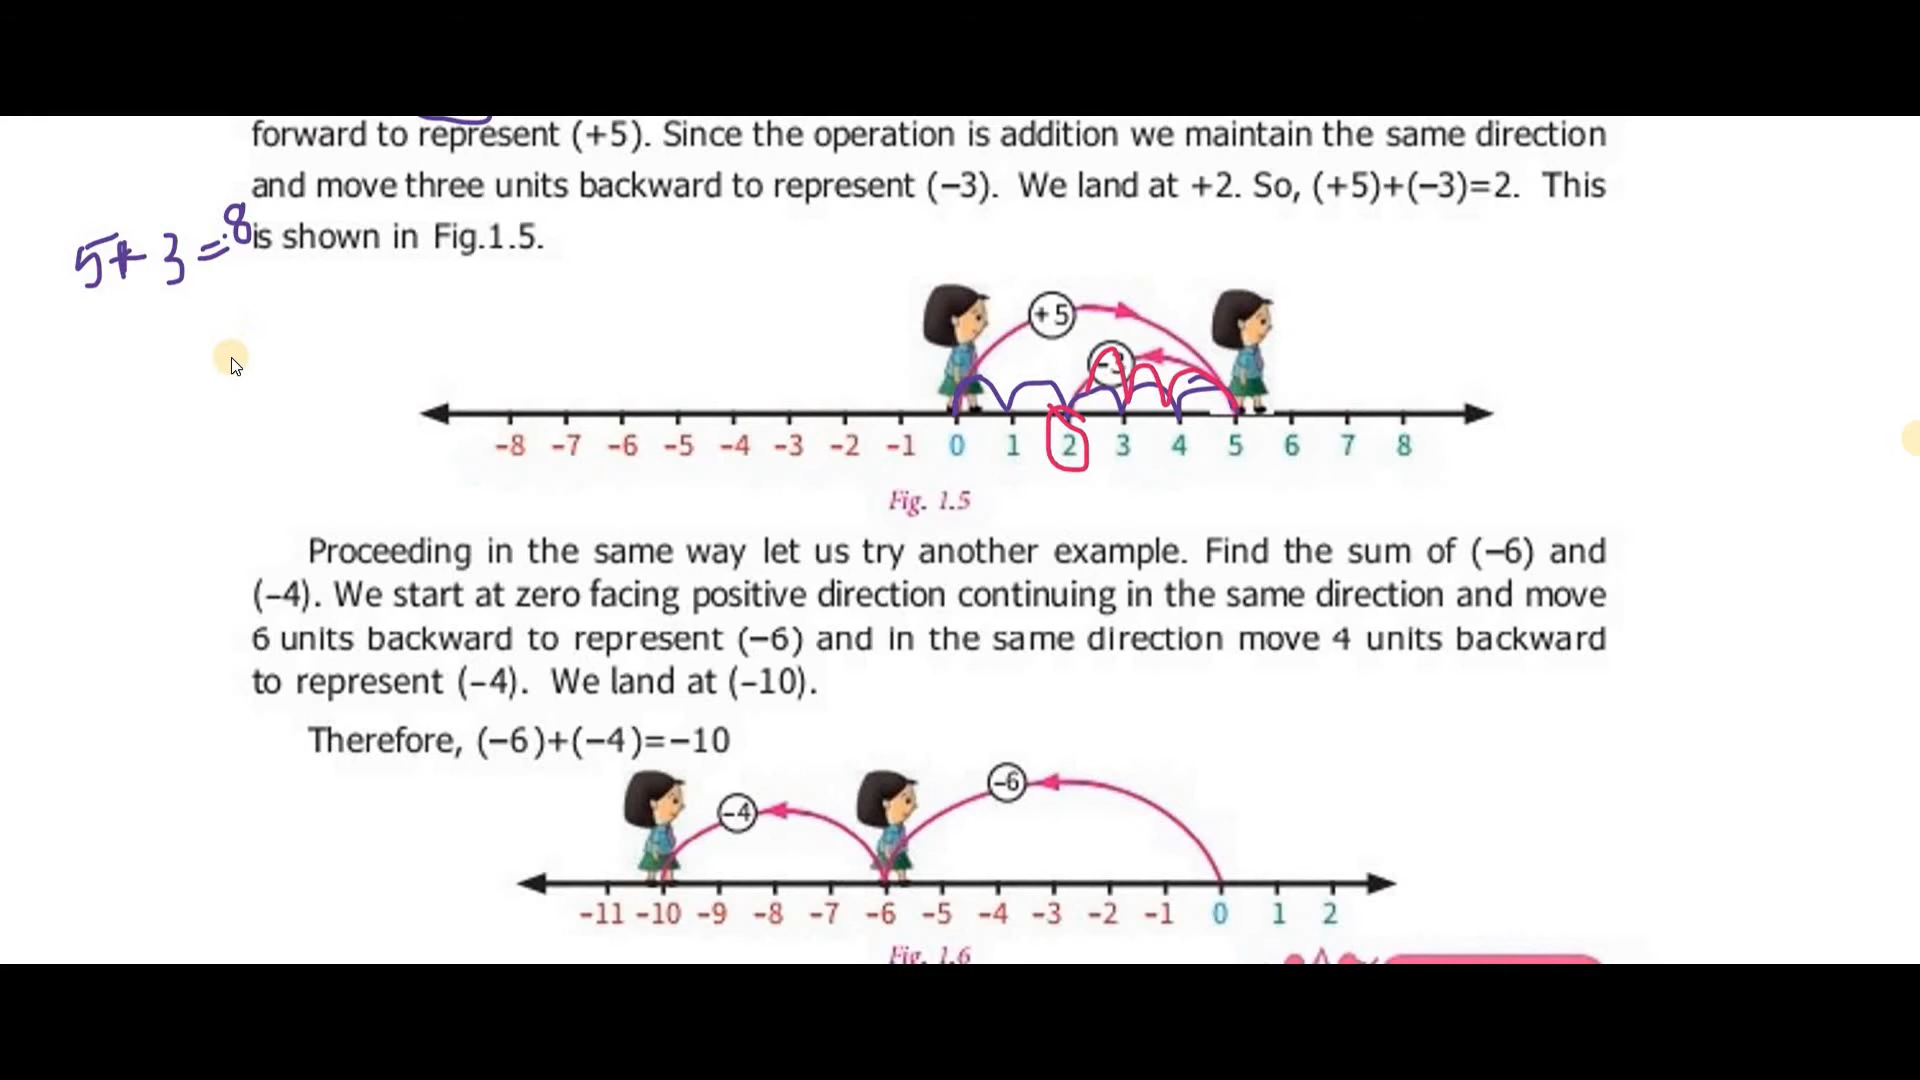 forward to represent (+5). Since the operation is addition we maintain the same direction
and move three units backward to represent (−3). We land at +2. So, (+5)+(−3)=2. This
5+3=8
is shown in Fig.1.5.
+5
−8 −7 −6 −5 −4 −3 −2 −1 0 1 2 3 4 5 6 7 8
Fig. 1.5
Proceeding in the same way let us try another example. Find the sum of (−6) and
(−4). We start at zero facing positive direction continuing in the same direction and move
6 units backward to represent (−6) and in the same direction move 4 units backward
to represent (−4). We land at (−10).
Therefore, (−6)+(−4)=−10
−6
−4
−11 −10 −9 −8 −7 −6 −5 −4 −3 −2 −1 0 1 2
Fig. 1.6